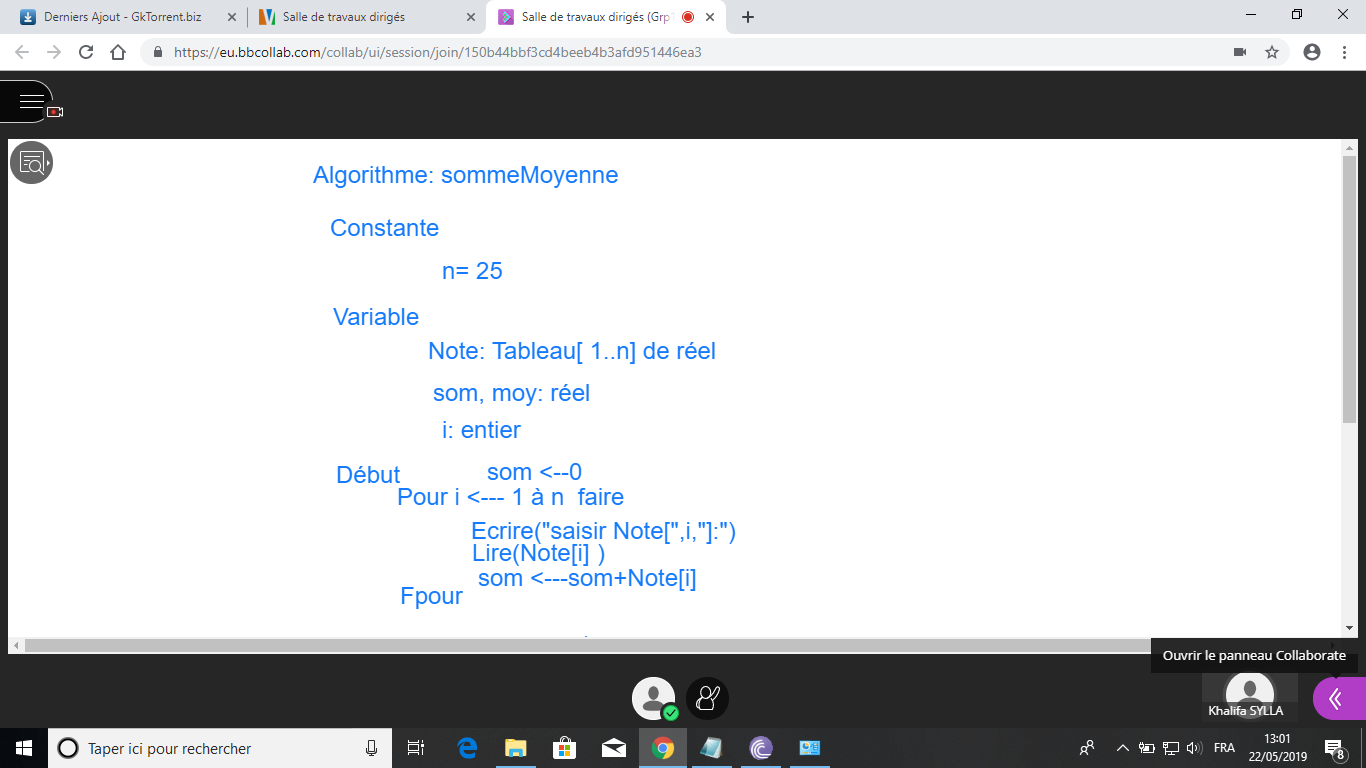 Derniers Ajout - GkTorrent.biz
Salle de travaux dirigés
Salle de travaux dirigés (Grp
https://eu.bbcollab.com/collab/ui/session/join/150b44bbf3cd4beeb4b3afd951446ea3
Algorithme: sommeMoyenne
Constante
n= 25
Variable
Note: Tableau[ 1..n] de réel
som, moy: réel
i: entier
Début som <--0
Pour i <--- 1 à n faire
Ecrire("saisir Note[",i,"]:")
Lire(Note[i] )
som <---som+Note[i]
Fpour
Ouvrir le panneau Collaborate
Khalifa SYLLA
Taper ici pour rechercher
FRA
13:01
22/05/2019
8